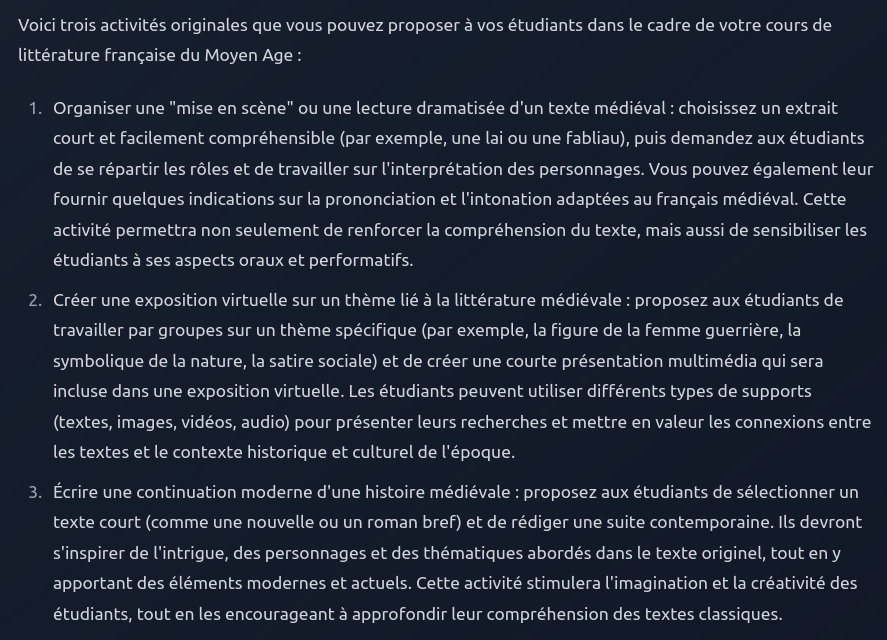 Voici trois activités originales que vous pouvez proposer à vos étudiants dans le cadre de votre cours de
littérature française du Moyen Age :
1. Organiser une "mise en scène" ou une lecture dramatisée d'un texte médiéval : choisissez un extrait
court et facilement compréhensible (par exemple, une lai ou une fabliau), puis demandez aux étudiants
de se répartir les rôles et de travailler sur l'interprétation des personnages. Vous pouvez également leur
fournir quelques indications sur la prononciation et l'intonation adaptées au français médiéval. Cette
activité permettra non seulement de renforcer la compréhension du texte, mais aussi de sensibiliser les
étudiants à ses aspects oraux et performatifs.
2. Créer une exposition virtuelle sur un thème lié à la littérature médiévale : proposez aux étudiants de
travailler par groupes sur un thème spécifique (par exemple, la figure de la femme guerrière, la
symbolique de la nature, la satire sociale) et de créer une courte présentation multimédia qui sera
incluse dans une exposition virtuelle. Les étudiants peuvent utiliser différents types de supports
(textes, images, vidéos, audio) pour présenter leurs recherches et mettre en valeur les connexions entre
les textes et le contexte historique et culturel de l'époque.
3. Écrire une continuation moderne d'une histoire médiévale : proposez aux étudiants de sélectionner un
texte court (comme une nouvelle ou un roman bref) et de rédiger une suite contemporaine. Ils devront
s'inspirer de l'intrigue, des personnages et des thématiques abordés dans le texte originel, tout en y
apportant des éléments modernes et actuels. Cette activité stimulera l'imagination et la créativité des
étudiants, tout en les encourageant à approfondir leur compréhension des textes classiques.